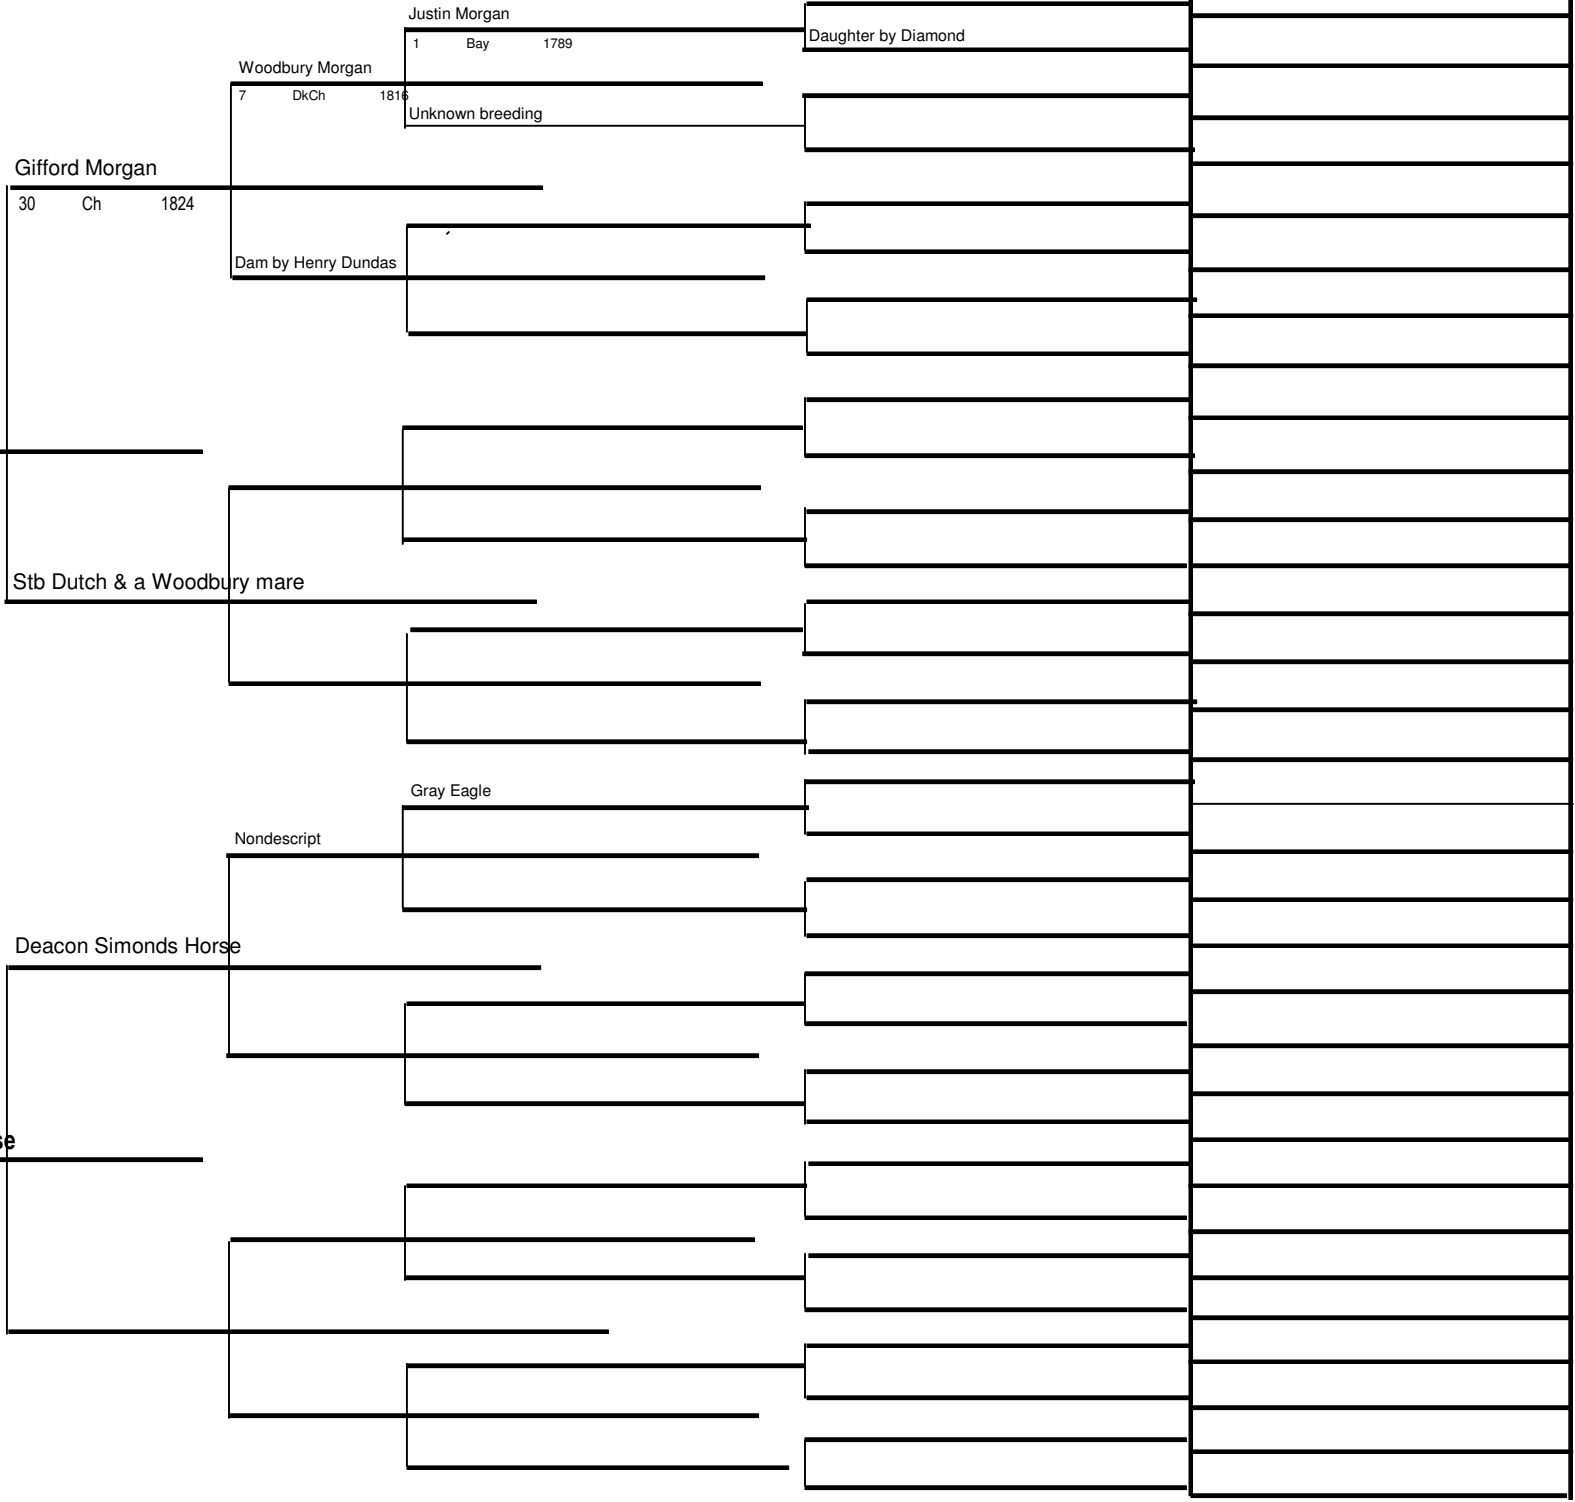 Justin Morgan
1 Bay 1789
Daughter by Diamond
Woodbury Morgan
7 DkCh 1816
Unknown breeding
Gifford Morgan
30 Ch 1824
Dam by Henry Dundas
Stb Dutch & a Woodbury mare
Gray Eagle
Nondescript
Deacon Simonds Horse
se